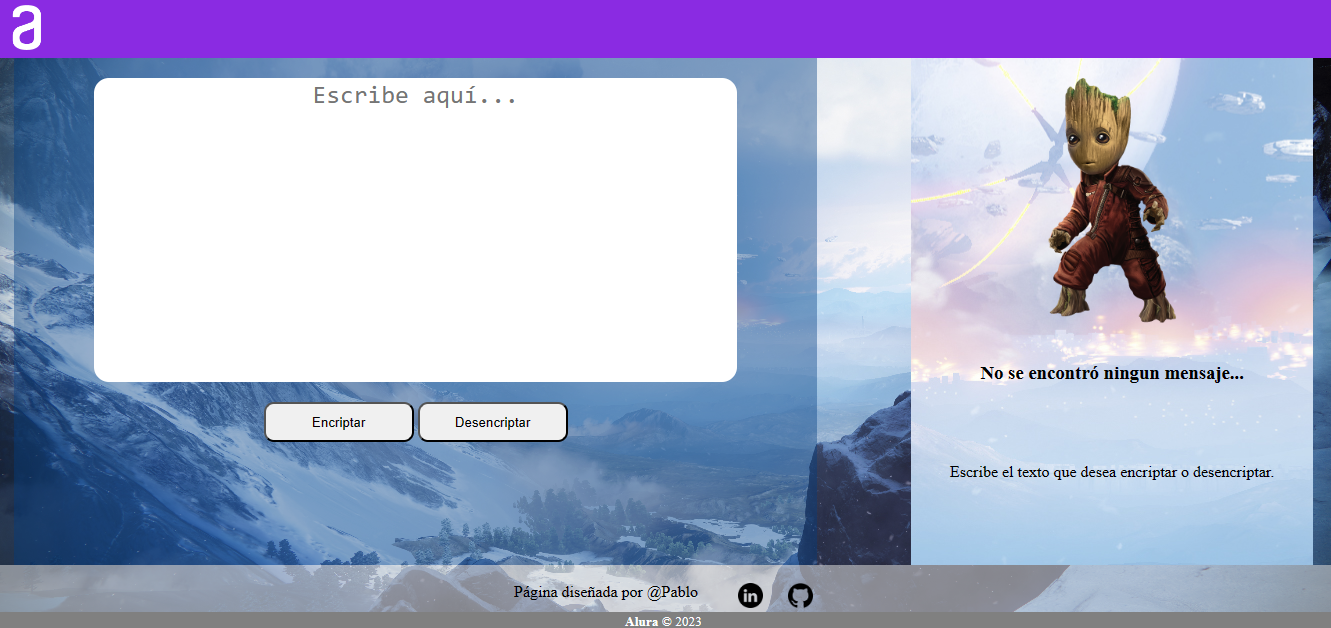 a
Escribe aquí...
Encriptar
Desencriptar
No se encontró ningun mensaje...
Escribe el texto que desea encriptar o desencriptar.
Página diseñada por @Pablo
in
Alura © 2023